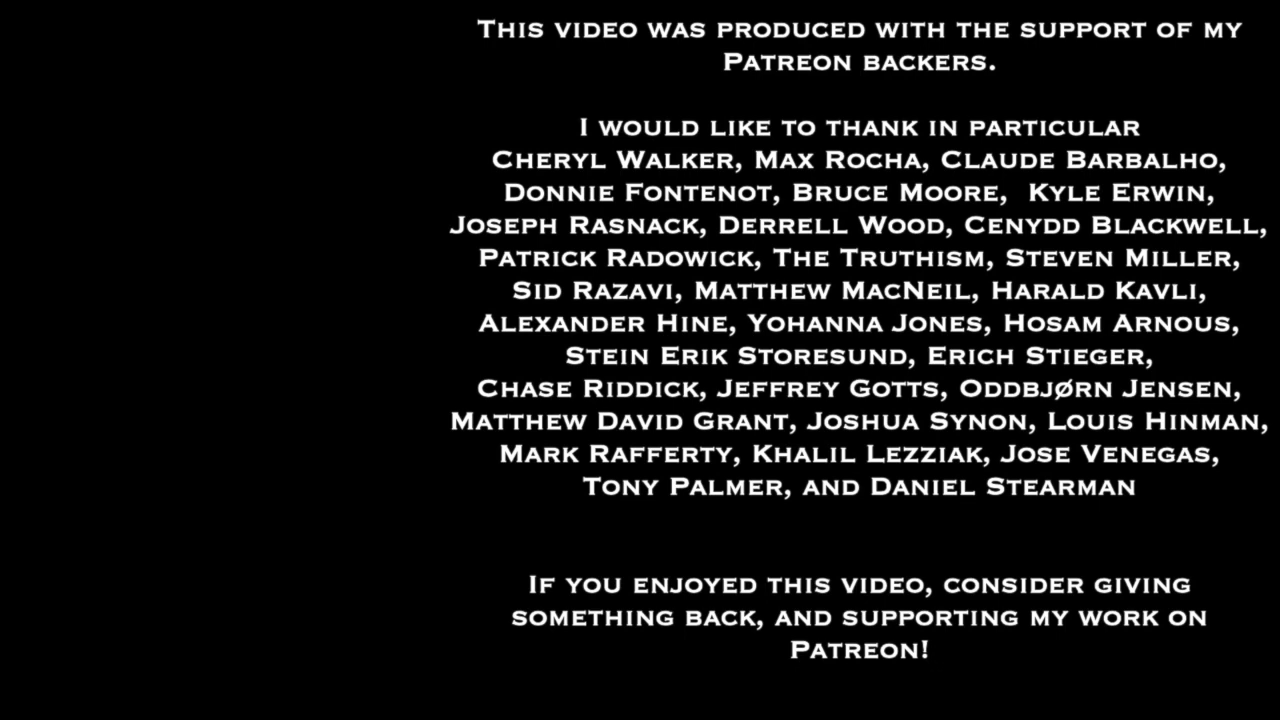 This video was produced with the support of my
Patreon backers.
I would like to thank in particular
Cheryl Walker, Max Rocha, Claude Barbalho,
Donnie Fontenot, Bruce Moore, Kyle Erwin,
Joseph Rasnack, Derrell Wood, Cenydd Blackwell,
Patrick Radowick, The Truthism, Steven Miller,
Sid Razavi, Matthew MacNeil, Harald Kavli,
Alexander Hine, Yohanna Jones, Hosam Arnous,
Stein Erik Storesund, Erich Stieger,
Chase Riddick, Jeffrey Gotts, Oddbjørn Jensen,
Matthew David Grant, Joshua Synon, Louis Hinman,
Mark Rafferty, Khalil Lezziak, Jose Venegas,
Tony Palmer, and Daniel Stearman
If you enjoyed this video, consider giving
something back, and supporting my work on
Patreon!